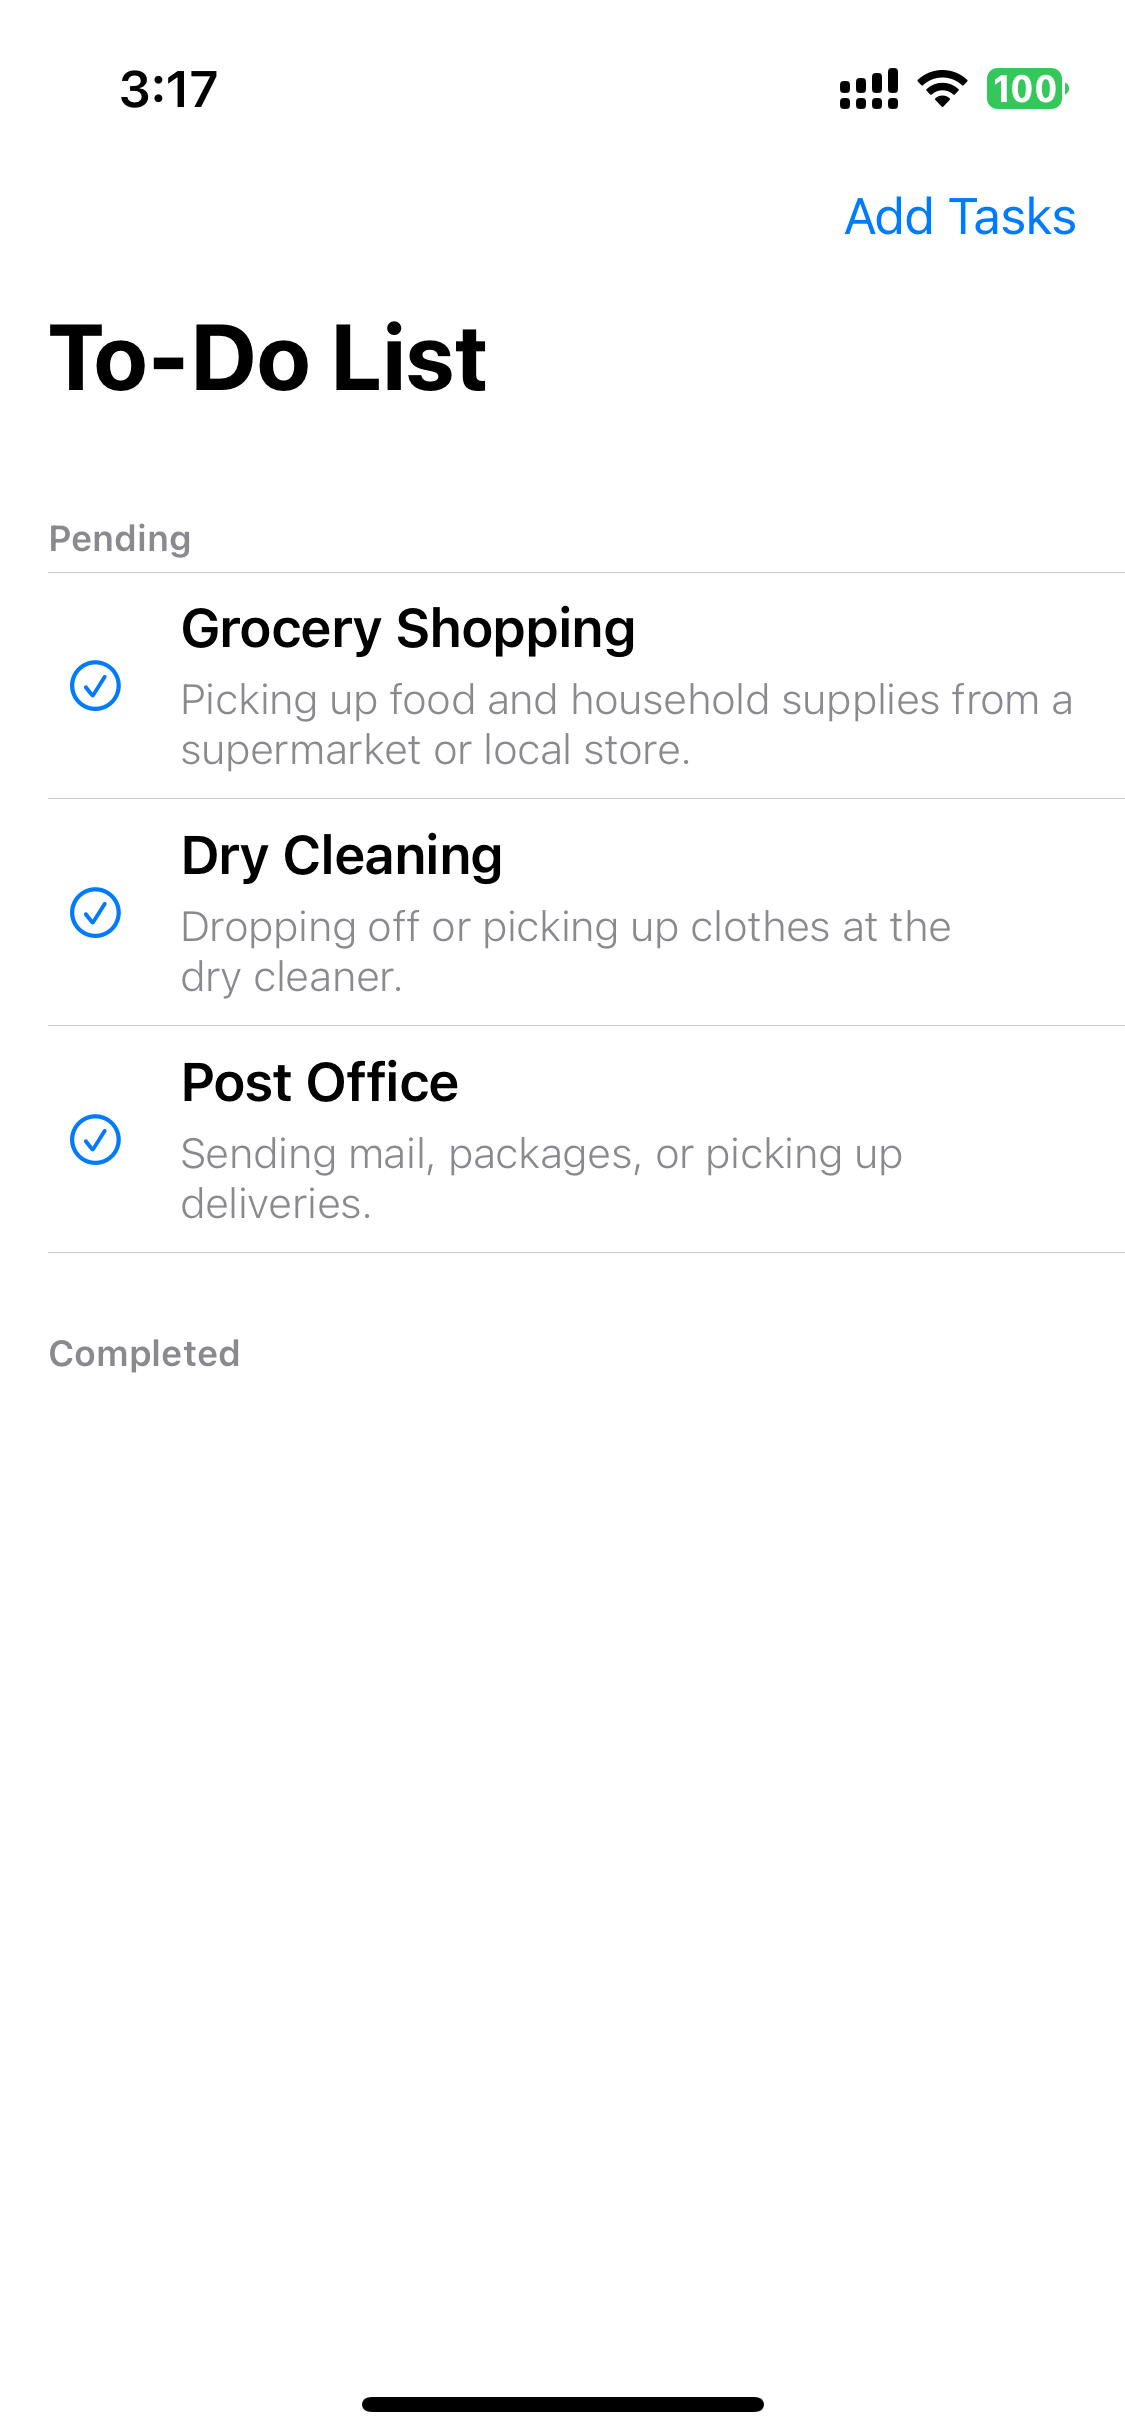 3:17
100
Add Tasks
To-Do List
Pending
Grocery Shopping
Picking up food and household supplies from a
supermarket or local store.
Dry Cleaning
Dropping off or picking up clothes at the
dry cleaner.
Post Office
Sending mail, packages, or picking up
deliveries.
Completed